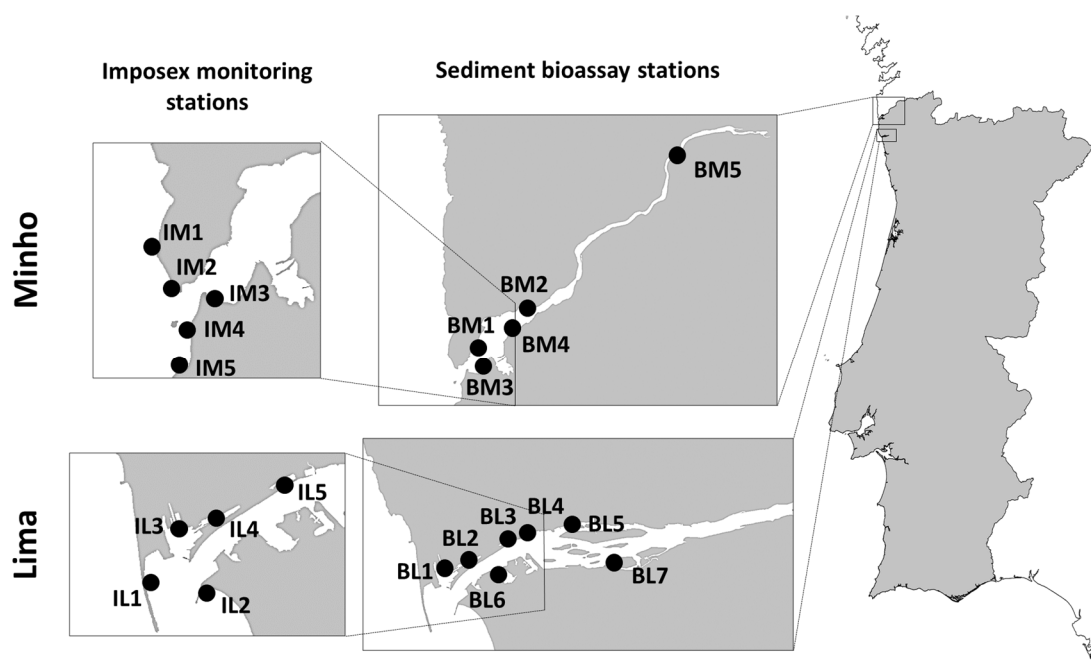 Imposex monitoring
stations
Sediment bioassay stations
Minho
IM1
IM2
IM3
IM4
IM5
BM5
BM2
BM1
BM4
BM3
Lima
IL5
IL3
IL4
IL1
IL2
BL4
BL3
BL5
BL2
BL1
BL7
BL6